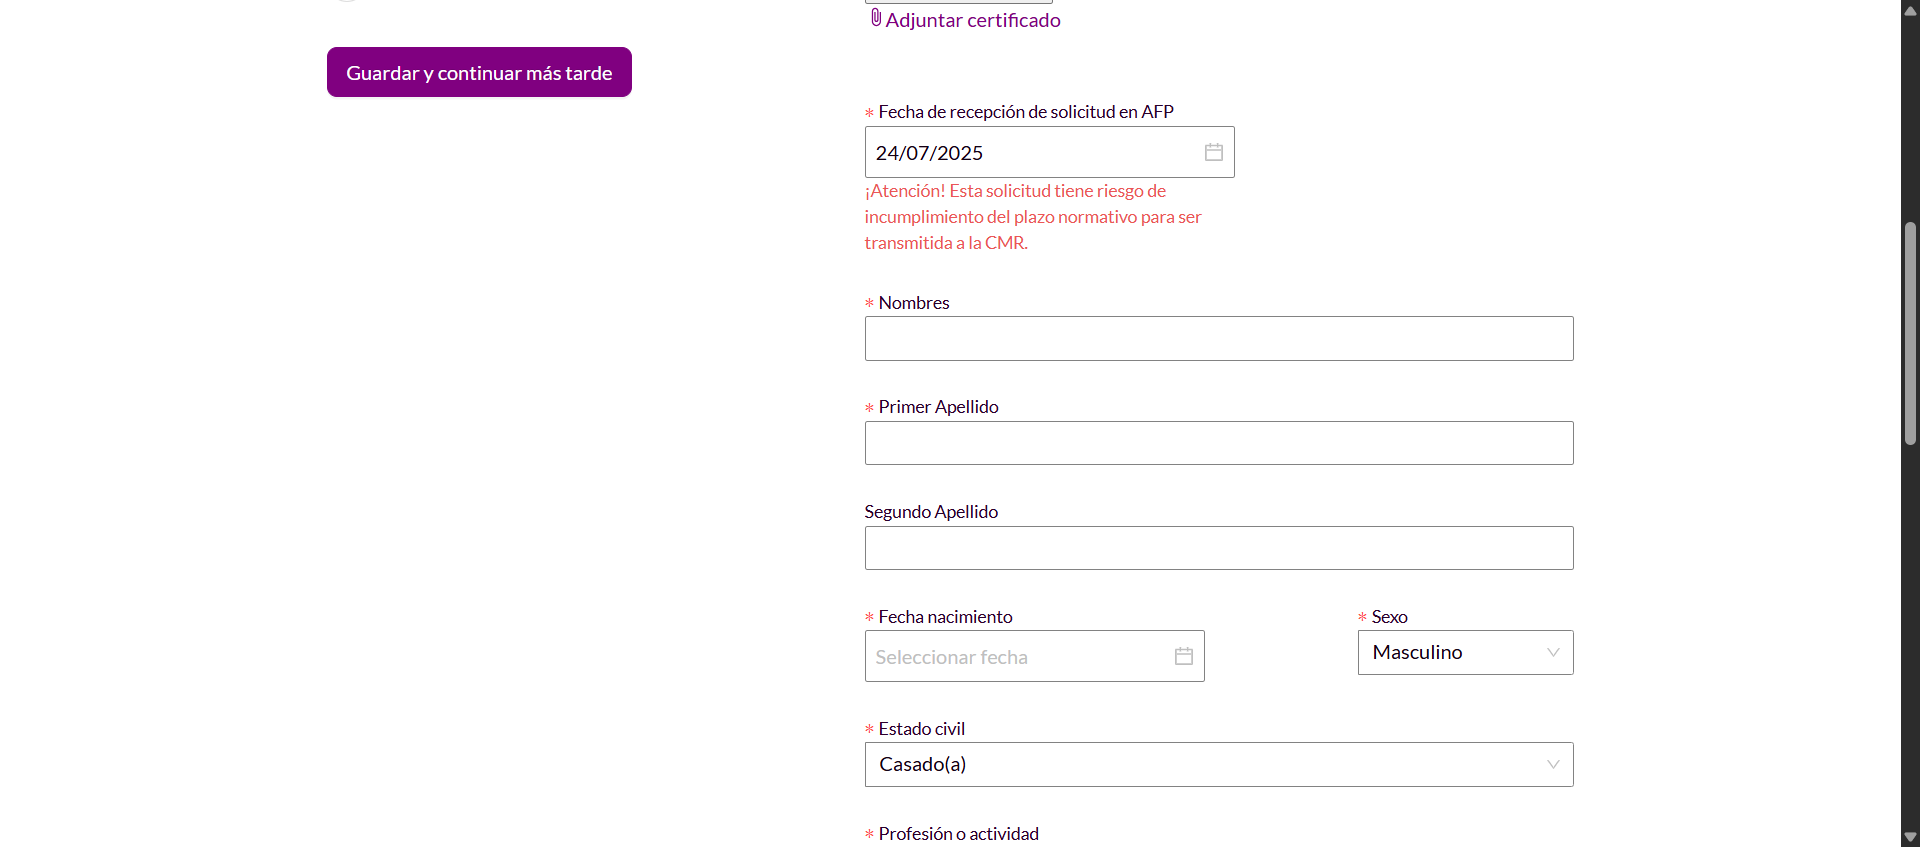 Adjuntar certificado
Guardar y continuar más tarde
* Fecha de recepción de solicitud en AFP
24/07/2025
¡Atención! Esta solicitud tiene riesgo de
incumplimiento del plazo normativo para ser
transmitida a la CMR.
* Nombres
* Primer Apellido
Segundo Apellido
* Fecha nacimiento
Seleccionar fecha
* Sexo
Masculino
* Estado civil
Casado(a)
* Profesión o actividad